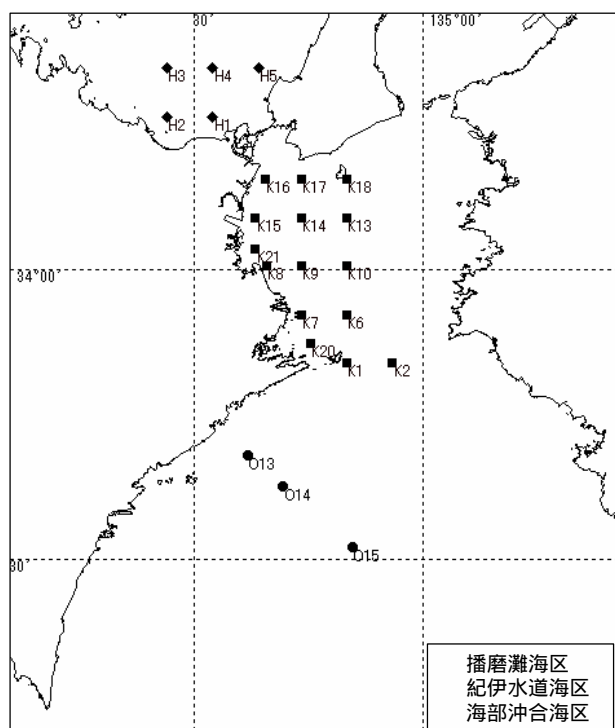 30′
135°00′
H3
H4
H5
H2
H1
K16
K17
K18
K15
K14
K13
K21
K8
K9
K10
34°00′
K7
K6
K20
K1
K2
O13
O14
O15
30′
播磨灘海区
紀伊水道海区
海部沖合海区